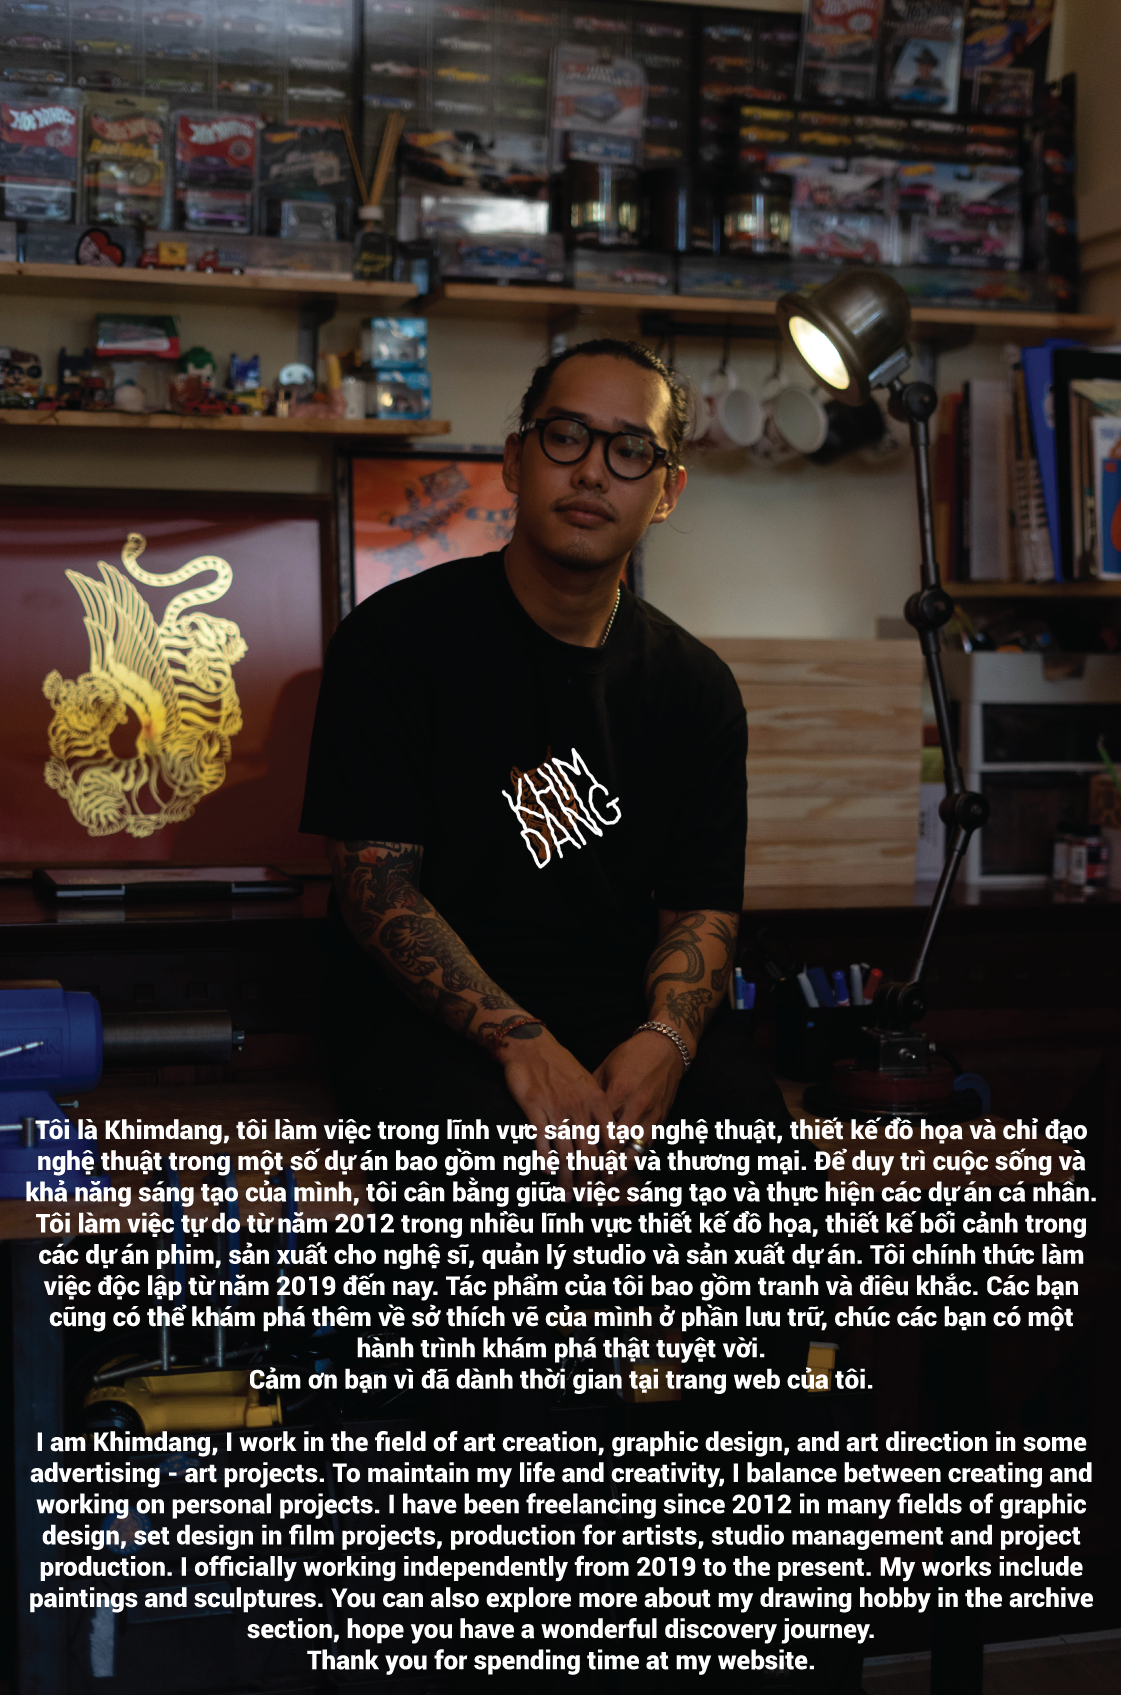 KHIM
DANG
Tôi là Khimdang, tôi làm việc trong lĩnh vực sáng tạo nghệ thuật, thiết kế đồ họa và chỉ đạo
nghệ thuật trong một số dự án bao gồm nghệ thuật và thương mại. Để duy trì cuộc sống và
khả năng sáng tạo của mình, tôi cân bằng giữa việc sáng tạo và thực hiện các dự án cá nhân.
Tôi làm việc tự do từ năm 2012 trong nhiều lĩnh vực thiết kế đồ họa, thiết kế bối cảnh trong
các dự án phim, sản xuất cho nghệ sĩ, quản lý studio và sản xuất dự án. Tôi chính thức làm
việc độc lập từ năm 2019 đến nay. Tác phẩm của tôi bao gồm tranh và điêu khắc. Các bạn
cũng có thể khám phá thêm về sở thích vẽ của mình ở phần lưu trữ, chúc các bạn có một
hành trình khám phá thật tuyệt vời.
Cảm ơn bạn vì đã dành thời gian tại trang web của tôi.
I am Khimdang, I work in the field of art creation, graphic design, and art direction in some
advertising - art projects. To maintain my life and creativity, I balance between creating and
working on personal projects. I have been freelancing since 2012 in many fields of graphic
design, set design in film projects, production for artists, studio management and project
production. I officially working independently from 2019 to the present. My works include
paintings and sculptures. You can also explore more about my drawing hobby in the archive
section, hope you have a wonderful discovery journey.
Thank you for spending time at my website.